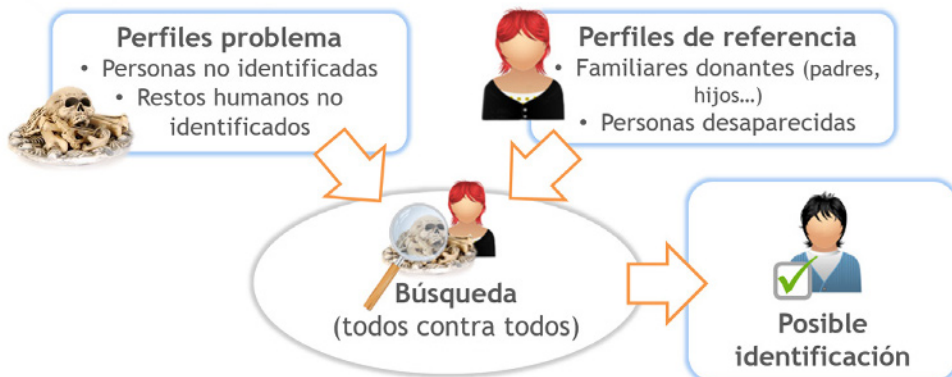 Perfiles problema
• Personas no identificadas
• Restos humanos no
identificados
Perfiles de referencia
• Familiares donantes (padres,
hijos...)
• Personas desaparecidas
Búsqueda
(todos contra todos)
Posible
identificación